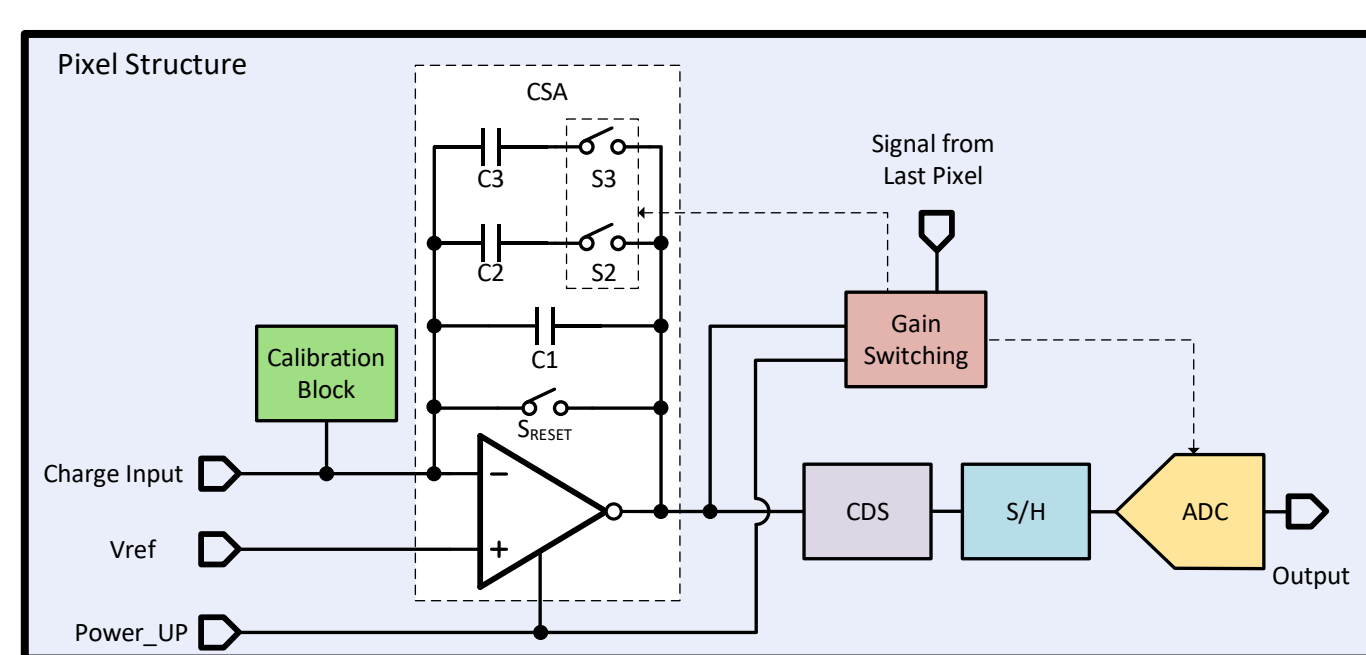 Pixel Structure
CSA
C3
S3
Signal from
Last Pixel
C2
S2
Gain
Switching
C1
Calibration
Block
SRESET
Charge Input
−
CDS
S/H
ADC
Vref
+
Output
Power_UP